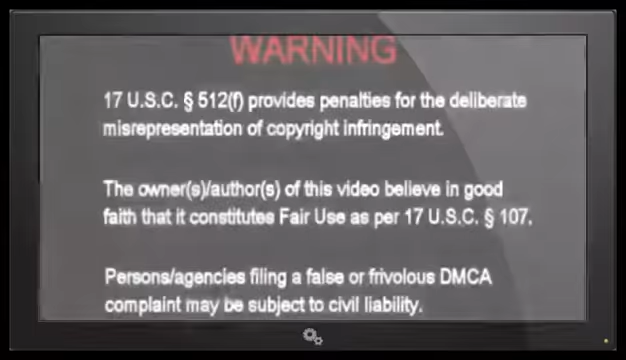 WARNING
17 U.S.C. § 512(f) provides penalties for the deliberate
misrepresentation of copyright infringement.
The owner(s)/author(s) of this video believe in good
faith that it constitutes Fair Use as per 17 U.S.C. § 107.
Persons/agencies filing a false or frivolous DMCA
complaint may be subject to civil liability.